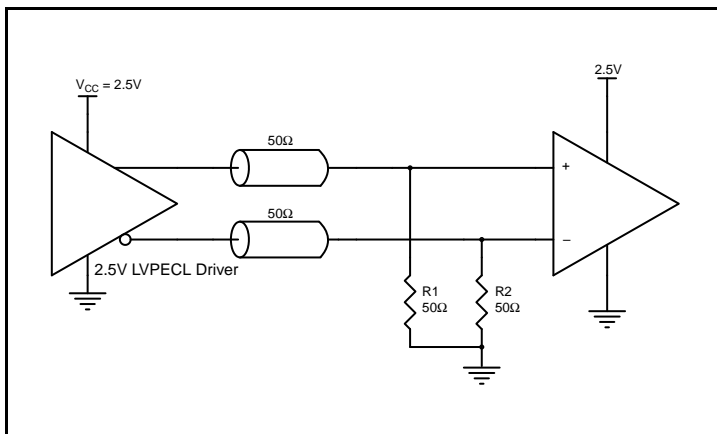 V_CC = 2.5V
2.5V
50Ω
50Ω
+
–
2.5V LVPECL Driver
R1
50Ω
R2
50Ω